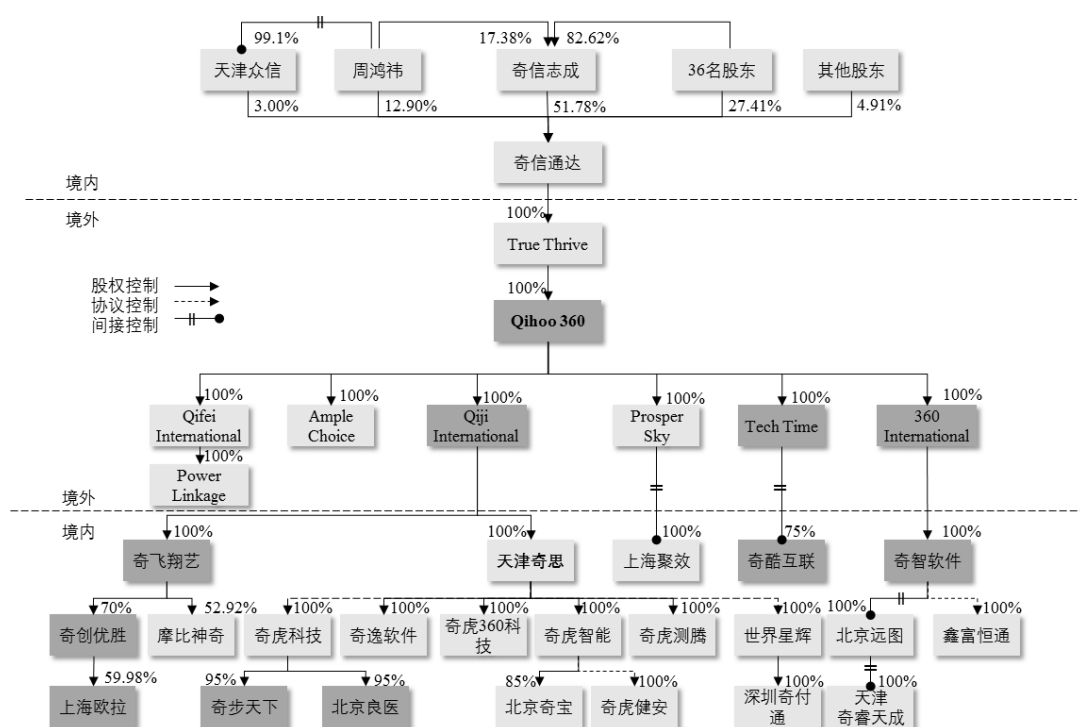 99.1%
17.38%
82.62%
天津众信
周鸿祎
奇信志成
36名股东
其他股东
3.00%
12.90%
51.78%
27.41%
4.91%
奇信通达
境内
境外
100%
True Thrive
股权控制
协议控制
间接控制
100%
Qihoo 360
100%
100%
100%
100%
100%
100%
Qifei
International
Ample
Choice
Qiji
International
Prosper
Sky
Tech Time
360
International
100%
Power
Linkage
境外
境内
100%
100%
100%
75%
100%
奇飞翔艺
天津奇思
上海聚效
奇酷互联
奇智软件
70%
52.92%
100%
100%
100%
100%
100%
100%
100%
100%
奇创优胜
摩比神奇
奇虎科技
奇逸软件
奇虎360科
技
奇虎智能
奇虎测腾
世界星辉
北京远图
鑫富恒通
59.98%
95%
95%
85%
100%
100%
100%
上海欧拉
奇步天下
北京良医
北京奇宝
奇虎健安
深圳奇付
通
天津
奇睿天成